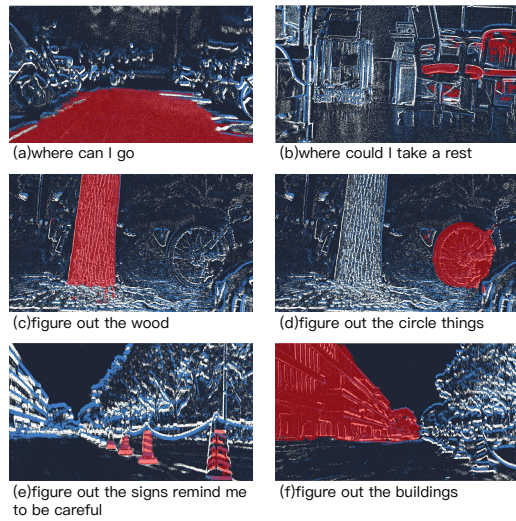 (a)where can I go
(b)where could I take a rest
(c)figure out the wood
(d)figure out the circle things
(e)figure out the signs remind me
to be careful
(f)figure out the buildings